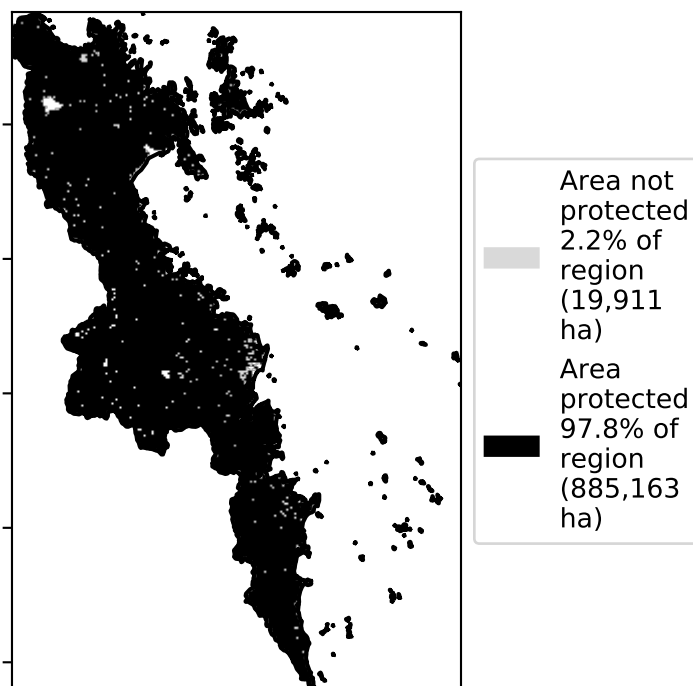 Area not
protected
2.2% of
region
(19,911
ha)
Area
protected
97.8% of
region
(885,163
ha)